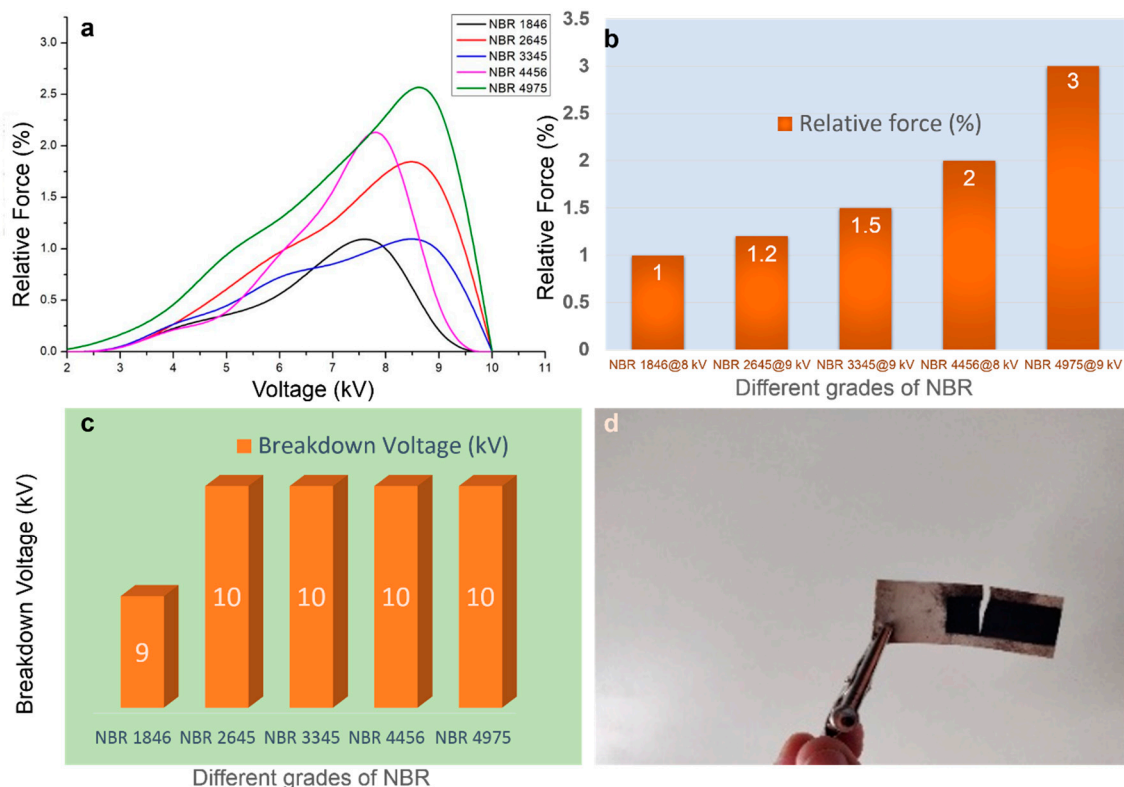 a
NBR 1846
NBR 2645
NBR 3345
NBR 4456
NBR 4975
3.0
2.5
2.0
1.5
1.0
0.5
0.0
Relative Force (%)
2 3 4 5 6 7 8 9 10 11
Voltage (kV)
b
3.5
3
2.5
2
1.5
1
0.5
0
Relative Force (%)
Relative force (%)
1
1.2
1.5
2
3
NBR 1846@8 kV NBR 2645@9 kV NBR 3345@9 kV NBR 4456@8 kV NBR 4975@9 kV
Different grades of NBR
c
Breakdown Voltage (kV)
Breakdown Voltage (kV)
9 10 10 10 10
NBR 1846 NBR 2645 NBR 3345 NBR 4456 NBR 4975
Different grades of NBR
d